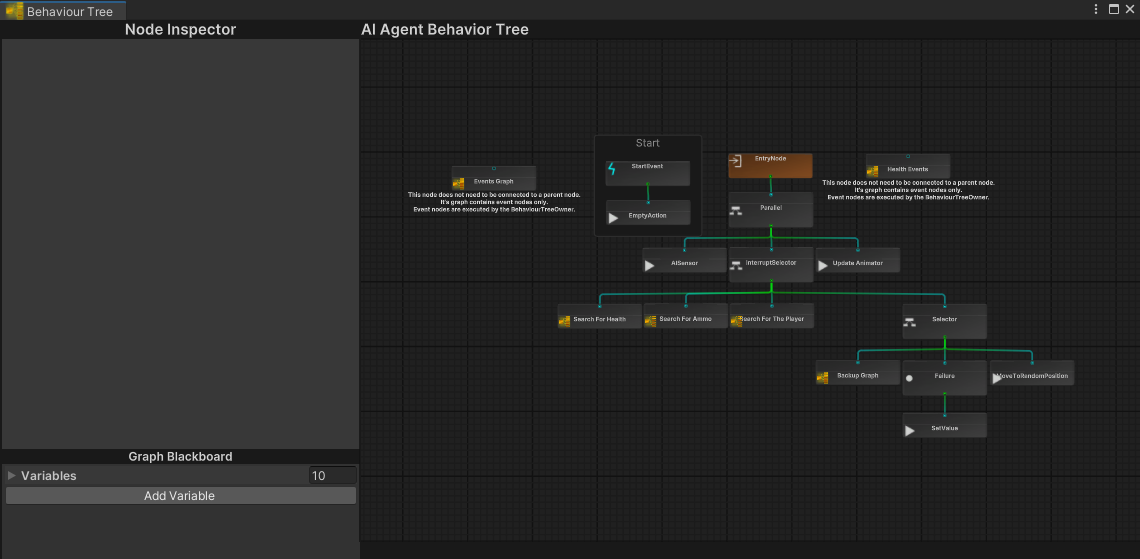 Behaviour Tree
Node Inspector
AI Agent Behavior Tree
Start
StartEvent
EntryNode
Health Events
Events Graph
This node does not need to be connected to a parent node.
It's graph contains event nodes only.
Event nodes are executed by the BehaviourTreeOwner.
This node does not need to be connected to a parent node.
It's graph contains event nodes only.
Event nodes are executed by the BehaviourTreeOwner.
EmptyAction
Parallel
AISensor
InterruptSelector
Update Animator
Search For Health
Search For Ammo
Search For The Player
Selector
Backup Graph
Failure
MoveToRandomPosition
SetValue
Graph Blackboard
Variables
10
Add Variable